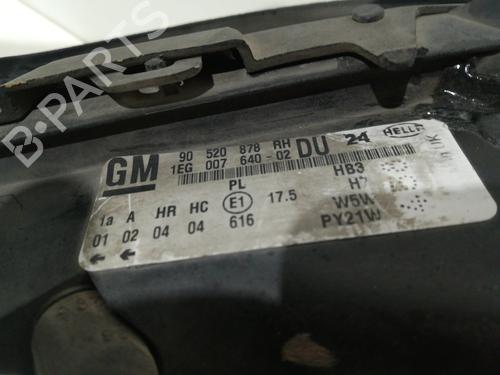 B-PARTS
GM 90 520 878 RH DU 24 HELLA
1EG 007 640-02
PL HB3
1a A HR HC E1 17.5 H7
01 02 04 04 616 W5W
PY21W